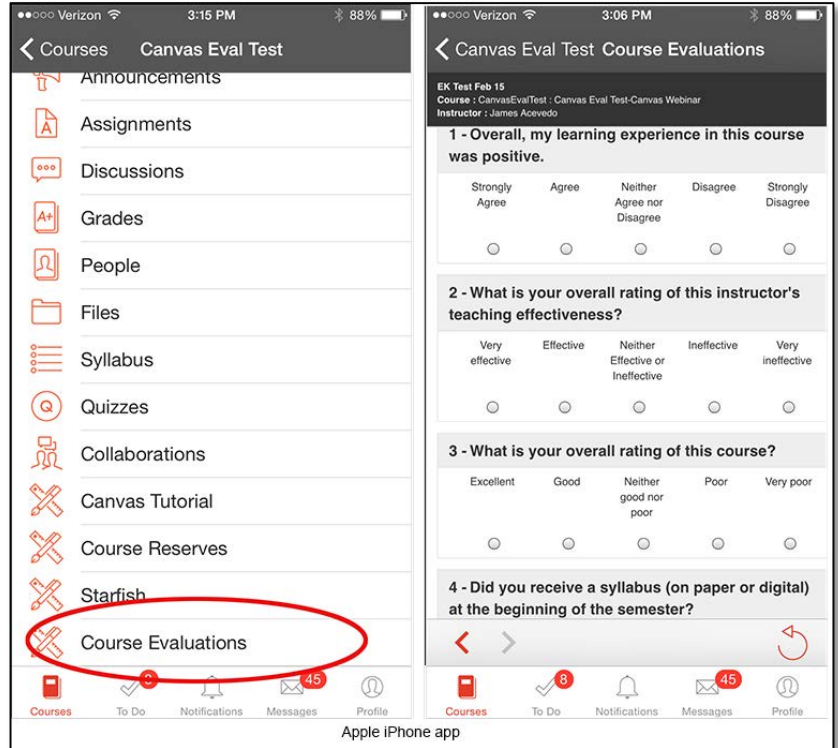 Verizon 3:15 PM 88%
Courses Canvas Eval Test
Announcements
Assignments
Discussions
A+ Grades
People
Files
Syllabus
Q Quizzes
Collaborations
Canvas Tutorial
Course Reserves
Starfish
Course Evaluations
8 45
Courses To Do Notifications Messages Profile
Verizon 3:06 PM 88%
Canvas Eval Test Course Evaluations
EK Test Feb 15
Course : CanvasEvalTest : Canvas Eval Test-Canvas Webinar
Instructor : James Acevedo
1 - Overall, my learning experience in this course
was positive.
Strongly Agree Neither Disagree Strongly
Agree Agree nor Disagree
Disagree
2 - What is your overall rating of this instructor's
teaching effectiveness?
Very Effective Neither Ineffective Very
effective Effective or ineffective
Ineffective
3 - What is your overall rating of this course?
Excellent Good Neither Poor Very poor
good nor
poor
4 - Did you receive a syllabus (on paper or digital)
at the beginning of the semester?
8 45
Courses To Do Notifications Messages Profile
Apple iPhone app